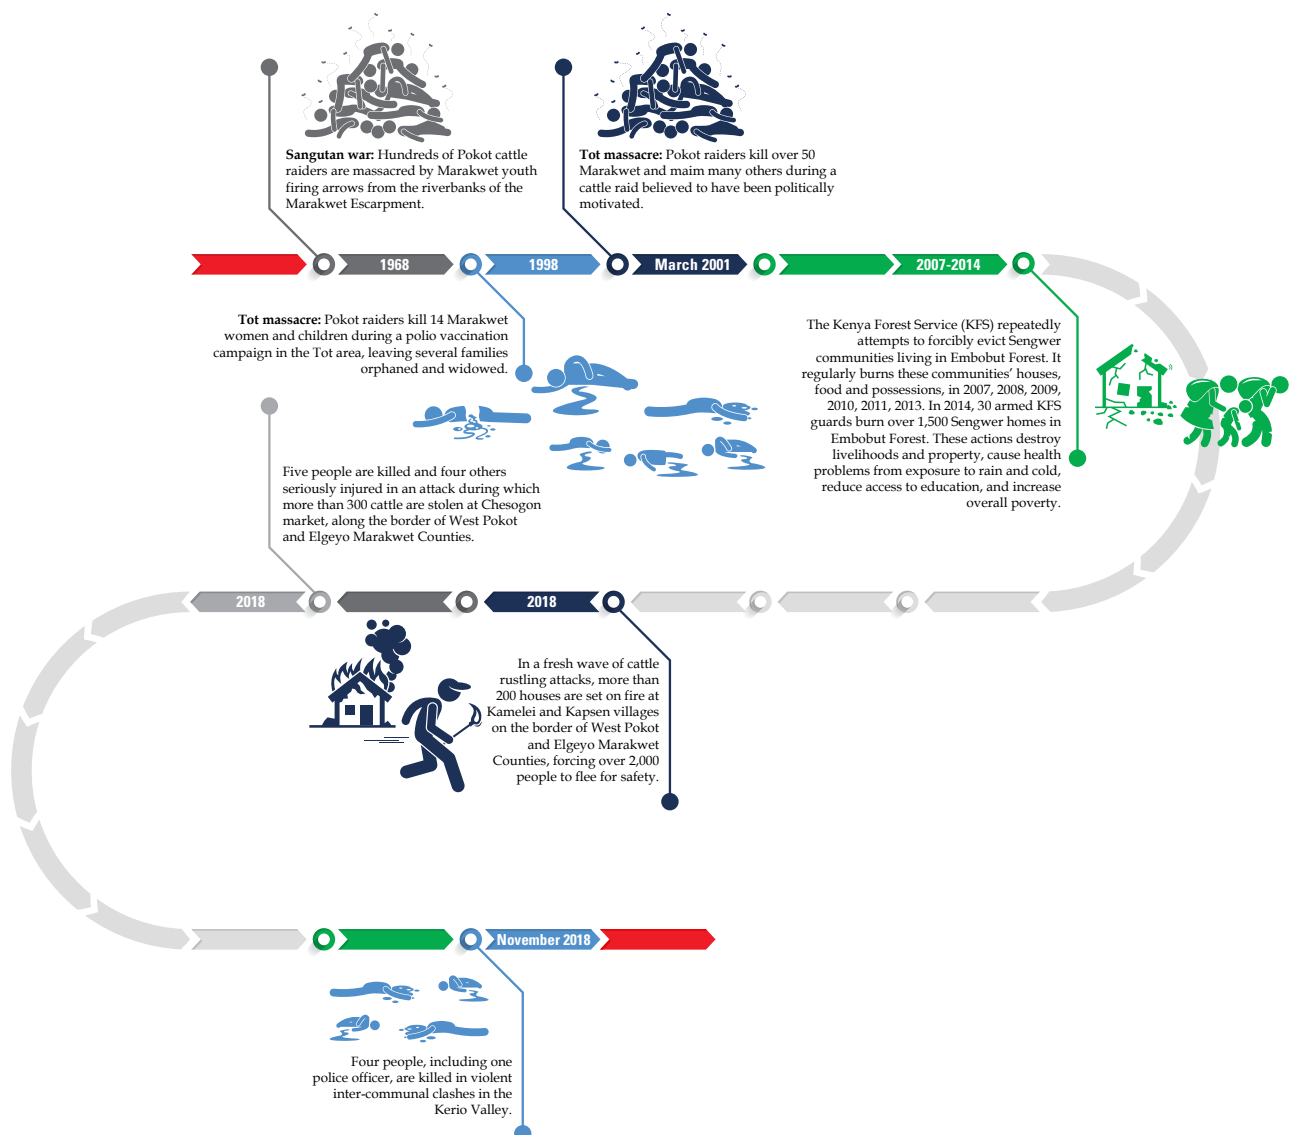 Sangutan war: Hundreds of Pokot cattle
raiders are massacred by Marakwet youth
firing arrows from the riverbanks of the
Marakwet Escarpment.
Tot massacre: Pokot raiders kill over 50
Marakwet and maim many others during a
cattle raid believed to have been politically
motivated.
1968
1998
March 2001
2007-2014
Tot massacre: Pokot raiders kill 14 Marakwet
women and children during a polio vaccination
campaign in the Tot area, leaving several families
orphaned and widowed.
The Kenya Forest Service (KFS) repeatedly
attempts to forcibly evict Sengwer
communities living in Embobut Forest. It
regularly burns these communities’ houses,
food and possessions, in 2007, 2008, 2009,
2010, 2011, 2013. In 2014, 30 armed KFS
guards burn over 1,500 Sengwer homes in
Embobut Forest. These actions destroy
livelihoods and property, cause health
problems from exposure to rain and cold,
reduce access to education, and increase
overall poverty.
Five people are killed and four others
seriously injured in an attack during which
more than 300 cattle are stolen at Chesogon
market, along the border of West Pokot
and Elgeyo Marakwet Counties.
2018
2018
In a fresh wave of cattle
rustling attacks, more than
200 houses are set on fire at
Kamelei and Kapsen villages
on the border of West Pokot
and Elgeyo Marakwet
Counties, forcing over 2,000
people to flee for safety.
November 2018
Four people, including one
police officer, are killed in violent
inter-communal clashes in the
Kerio Valley.